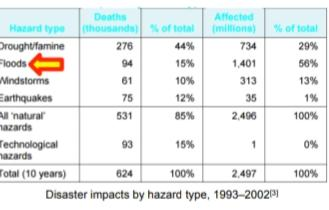 Hazard type Deaths (thousands) % of total Affected (millions) % of total
Drought/famine 276 44% 734 29%
Floods 94 15% 1,401 56%
Windstorms 61 10% 313 13%
Earthquakes 75 12% 35 1%
All 'natural' hazards 531 85% 2,496 100%
Technological hazards 93 15% 1 0%
Total (10 years) 624 100% 2,497 100%
Disaster impacts by hazard type, 1993–2002[3]